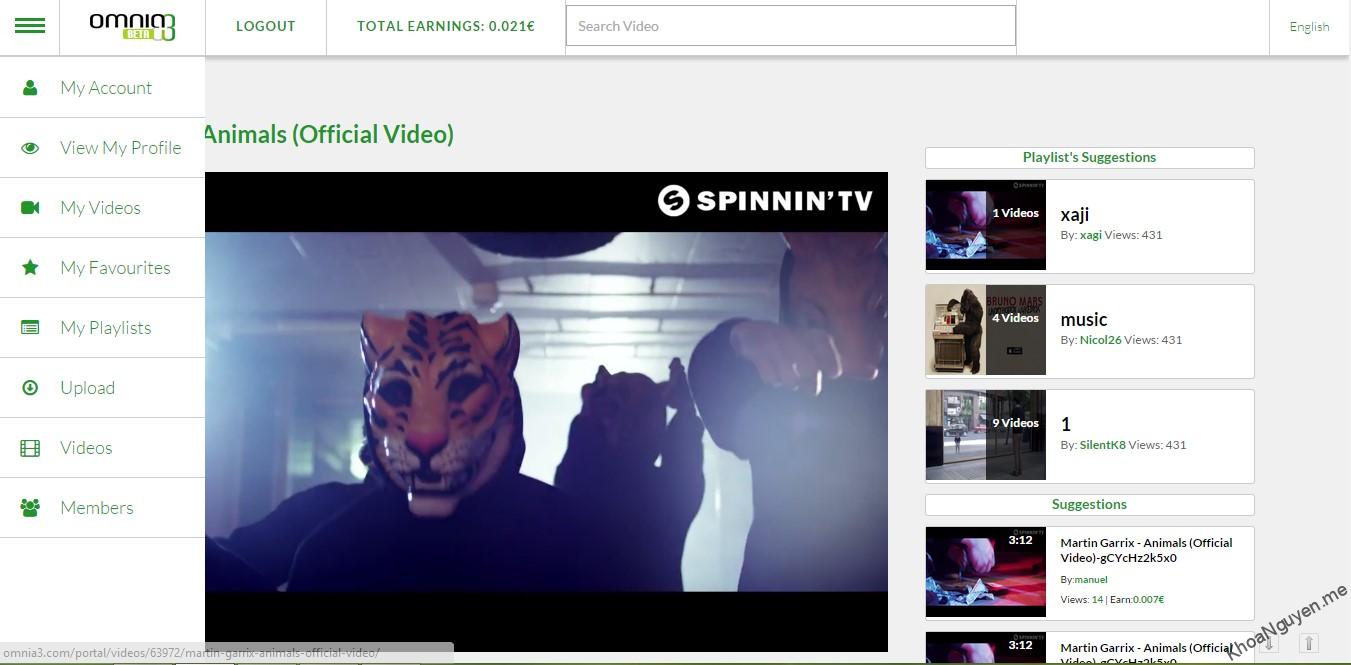 omnia3
BETA
LOGOUT
TOTAL EARNINGS: 0.021€
Search Video
English
My Account
View My Profile
My Videos
My Favourites
My Playlists
Upload
Videos
Members
Animals (Official Video)
SPINNIN' TV
Playlist's Suggestions
1 Videos
xaji
By: xagi Views: 431
BRUNO MARS
4 Videos
music
By: Nicol26 Views: 431
9 Videos
1
By: SilentK8 Views: 431
Suggestions
3:12
Martin Garrix - Animals (Official
Video)-gCYcHz2k5x0
By:manuel
Views: 14 | Earn:0.007€
3:12
Martin Garrix - Animals (Official
Video)-gCYcHz2k5x0
omnia3.com/portal/videos/63972/martin-garrix-animals-official-video/
KhoaNguyen.me